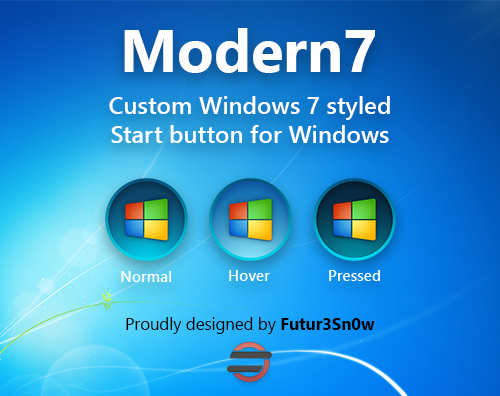 Modern7
Custom Windows 7 styled
Start button for Windows
Normal
Hover
Pressed
Proudly designed by Futur3Sn0w